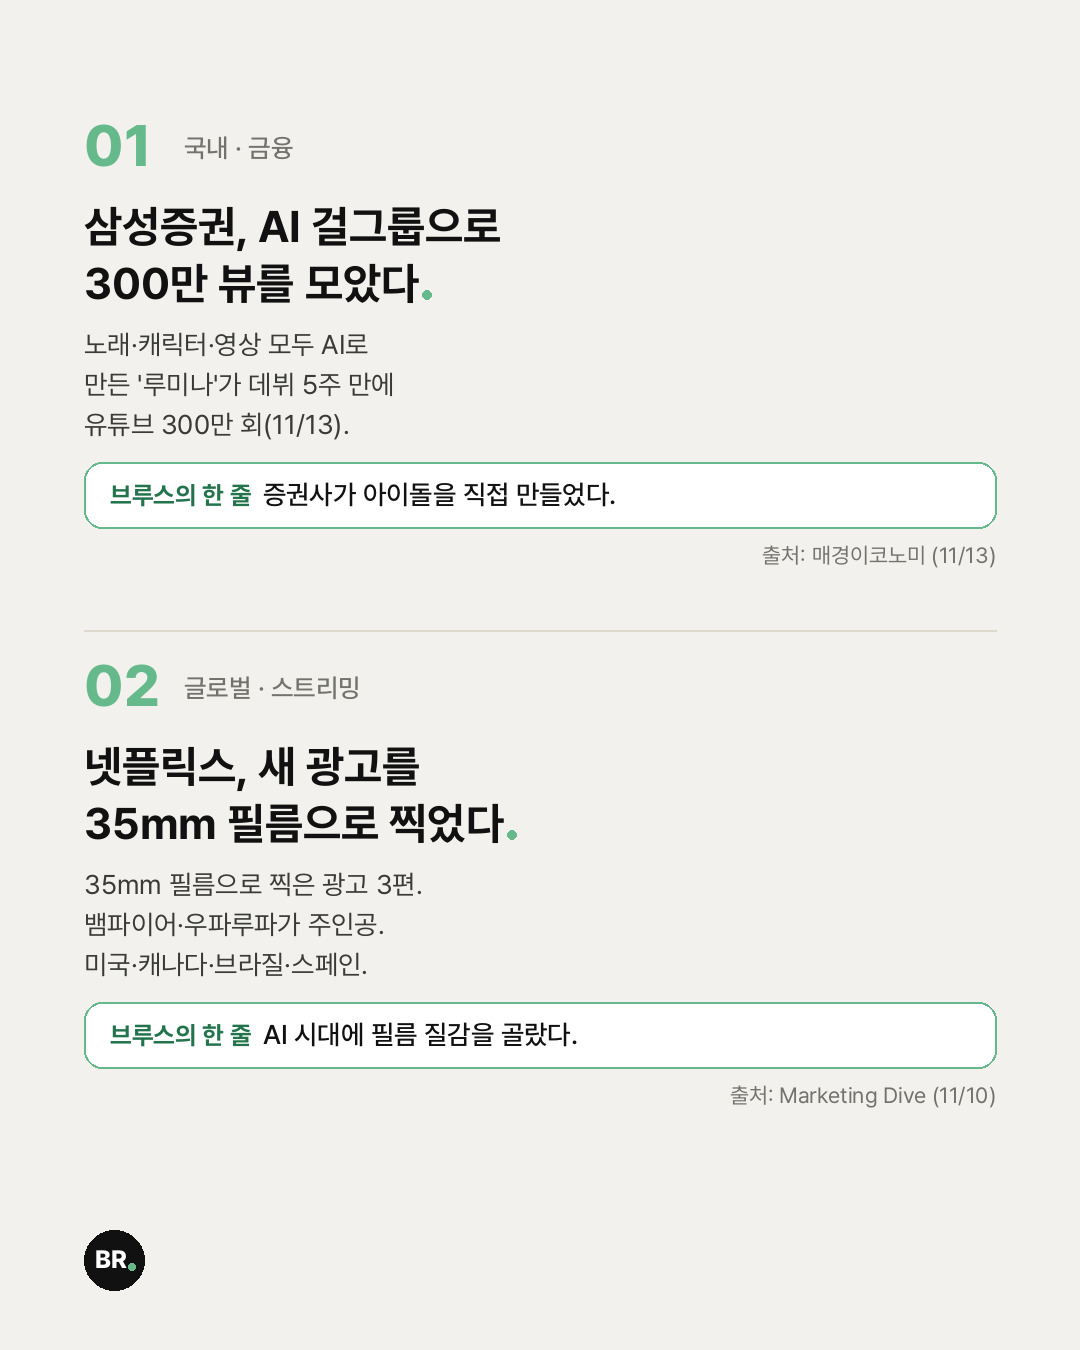 01 국내 · 금융
삼성증권, AI 걸그룹으로
300만 뷰를 모았다.
노래·캐릭터·영상 모두 AI로
만든 '루미나'가 데뷔 5주 만에
유튜브 300만 회(11/13).
브루스의 한 줄 증권사가 아이돌을 직접 만들었다.
출처: 매경이코노미 (11/13)
02 글로벌 · 스트리밍
넷플릭스, 새 광고를
35mm 필름으로 찍었다.
35mm 필름으로 찍은 광고 3편.
뱀파이어·우파루파가 주인공.
미국·캐나다·브라질·스페인.
브루스의 한 줄 AI 시대에 필름 질감을 골랐다.
출처: Marketing Dive (11/10)
BR.